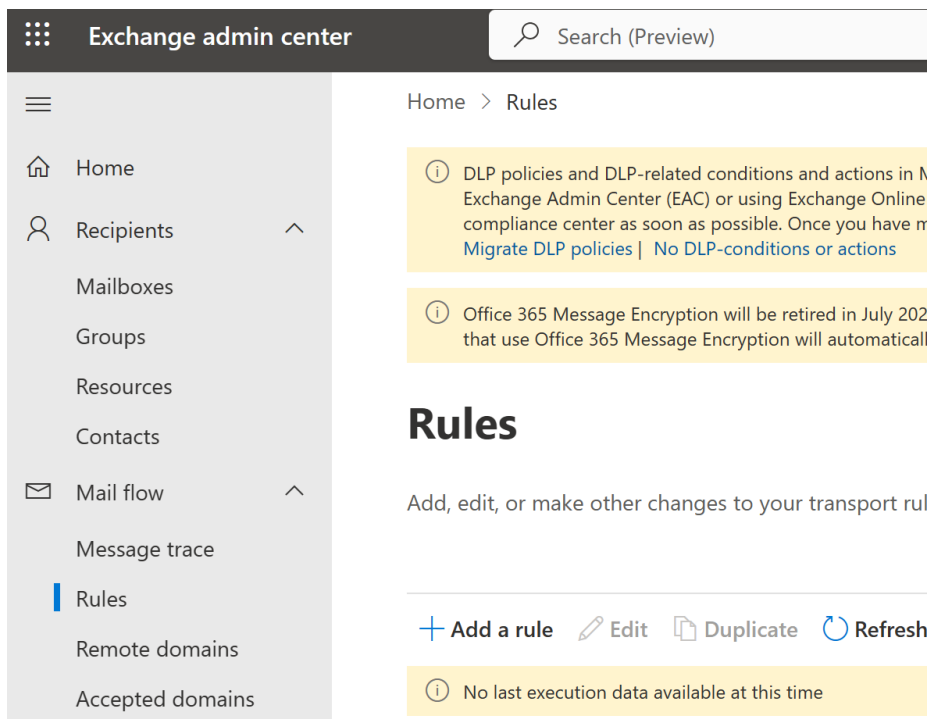 Exchange admin center
Search (Preview)
Home > Rules
Home
Recipients
Mailboxes
Groups
Resources
Contacts
Mail flow
Message trace
Rules
Remote domains
Accepted domains
DLP policies and DLP-related conditions and actions in
Exchange Admin Center (EAC) or using Exchange Online
compliance center as soon as possible. Once you have
Migrate DLP policies | No DLP-conditions or actions
Office 365 Message Encryption will be retired in July
that use Office 365 Message Encryption will
Rules
Add, edit, or make other changes to your transport
Add a rule Edit Duplicate Refresh
No last execution data available at this time